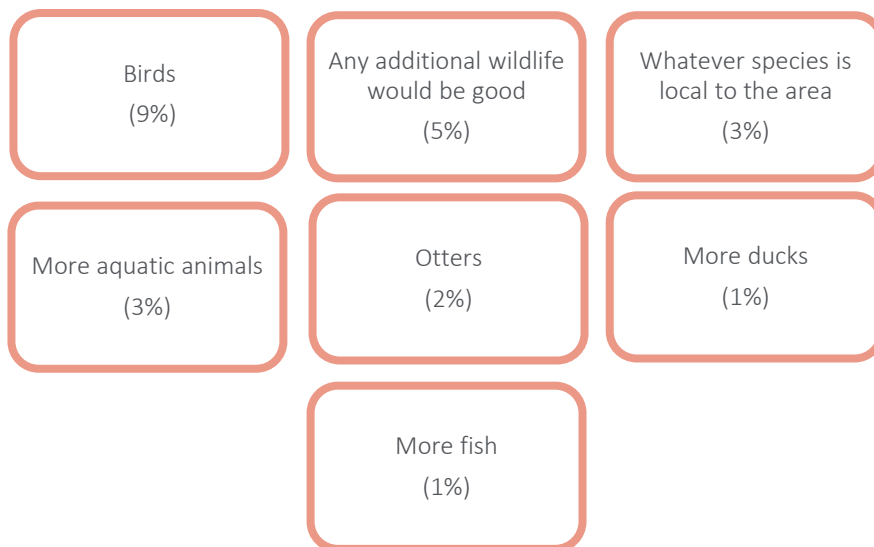 Birds
(9%)
Any additional wildlife
would be good
(5%)
Whatever species is
local to the area
(3%)
More aquatic animals
(3%)
Otters
(2%)
More ducks
(1%)
More fish
(1%)